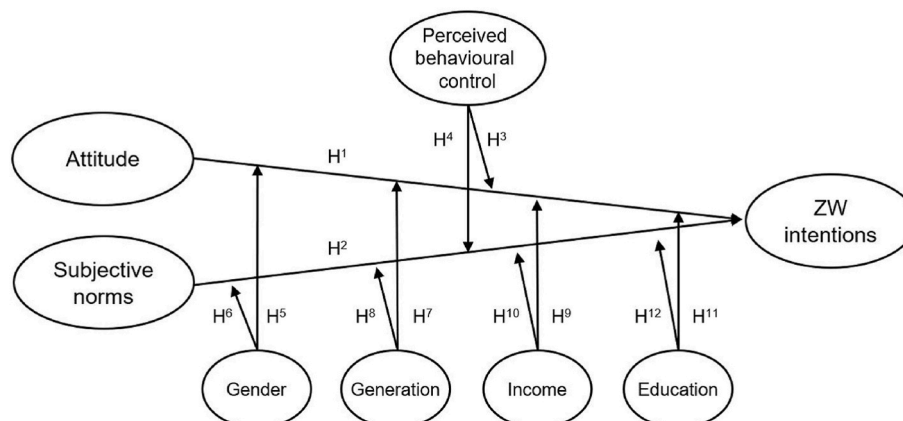 Perceived
behavioural
control
H⁴
H³
Attitude
H¹
ZW
intentions
Subjective
norms
H²
H⁶
H⁵
H⁸
H⁷
H¹⁰
H⁹
H¹²
H¹¹
Gender
Generation
Income
Education